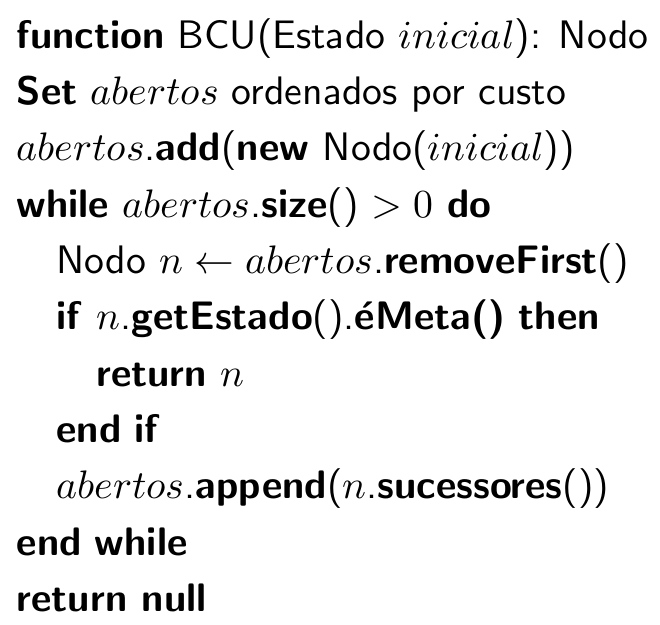 function BCU(Estado inicial): Nodo
Set abertos ordenados por custo
abertos.add(new Nodo(inicial))
while abertos.size() > 0 do
Nodo n ← abertos.removeFirst()
if n.getEstado().éMeta() then
return n
end if
abertos.append(n.sucessores())
end while
return null